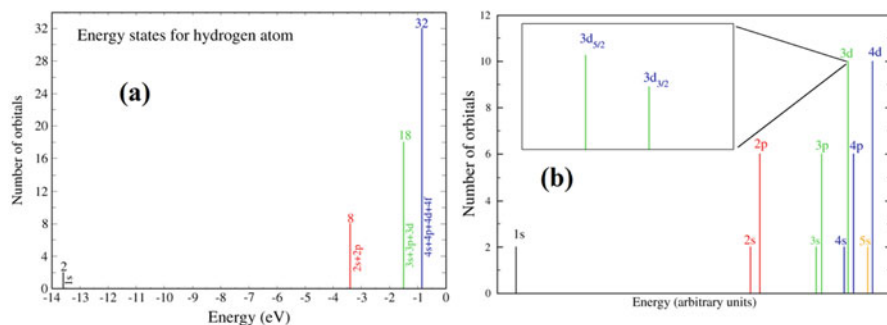 Energy states for hydrogen atom
(a)
Number of orbitals
32
28
24
20
16
12
8
4
0
2
1s
8
2s+2p
18
3s+3p+3d
32
4s+4p+4d+4f
-14 -13 -12 -11 -10 -9 -8 -7 -6 -5 -4 -3 -2 -1 0
Energy (eV)
(b)
Number of orbitals
12
10
8
6
4
2
0
3d5/2
3d3/2
1s
2s
2p
3s
3p
4s
3d
4p
5s
4d
Energy (arbitrary units)